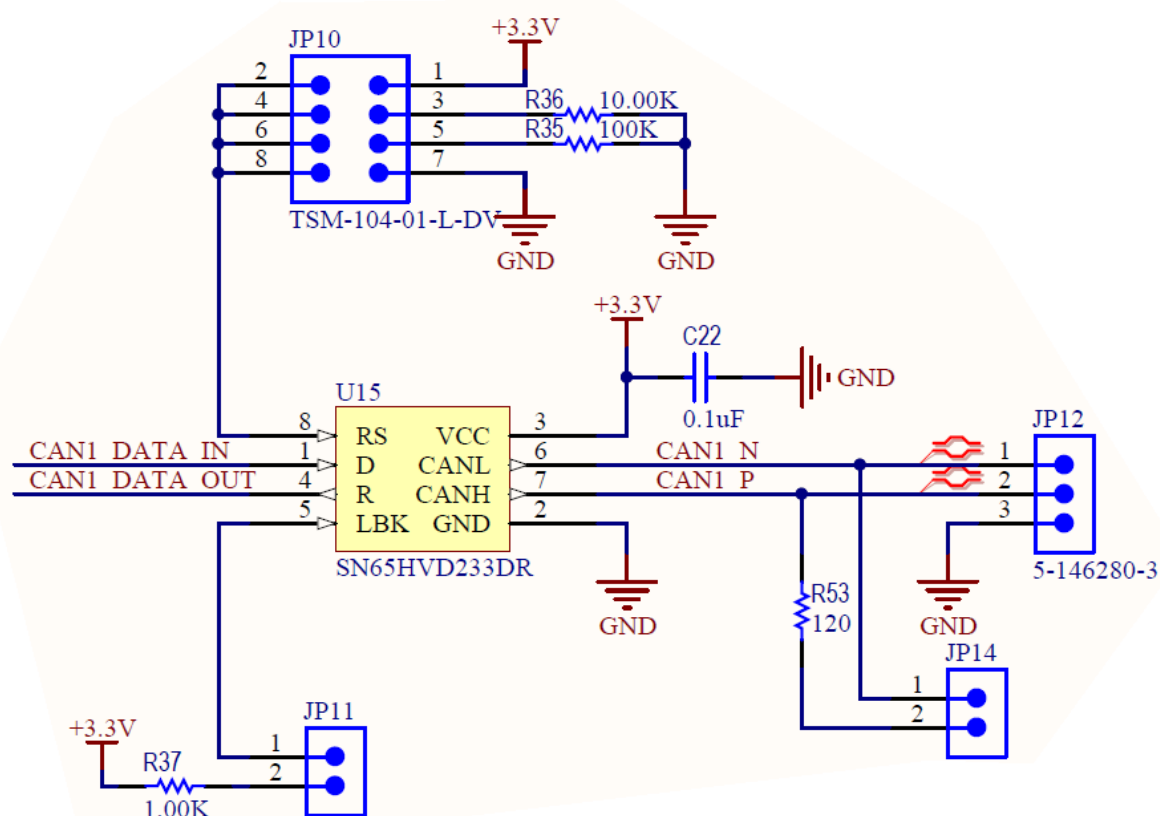 +3.3V
JP10
2 1
4 3 R36 10.00K
6 5 R35 100K
8 7
TSM-104-01-L-DV
GND GND
+3.3V
C22
GND
0.1uF
U15
JP12
8 RS VCC 3
CAN1_DATA_IN 1 D CANL 6 CAN1_N 1
CAN1_DATA_OUT 4 R CANH 7 CAN1_P 2
5 LBK GND 2 3
SN65HVD233DR
5-146280-3
R53
120
GND GND
JP14
1
2
JP11
+3.3V
1
R37
2
1.00K